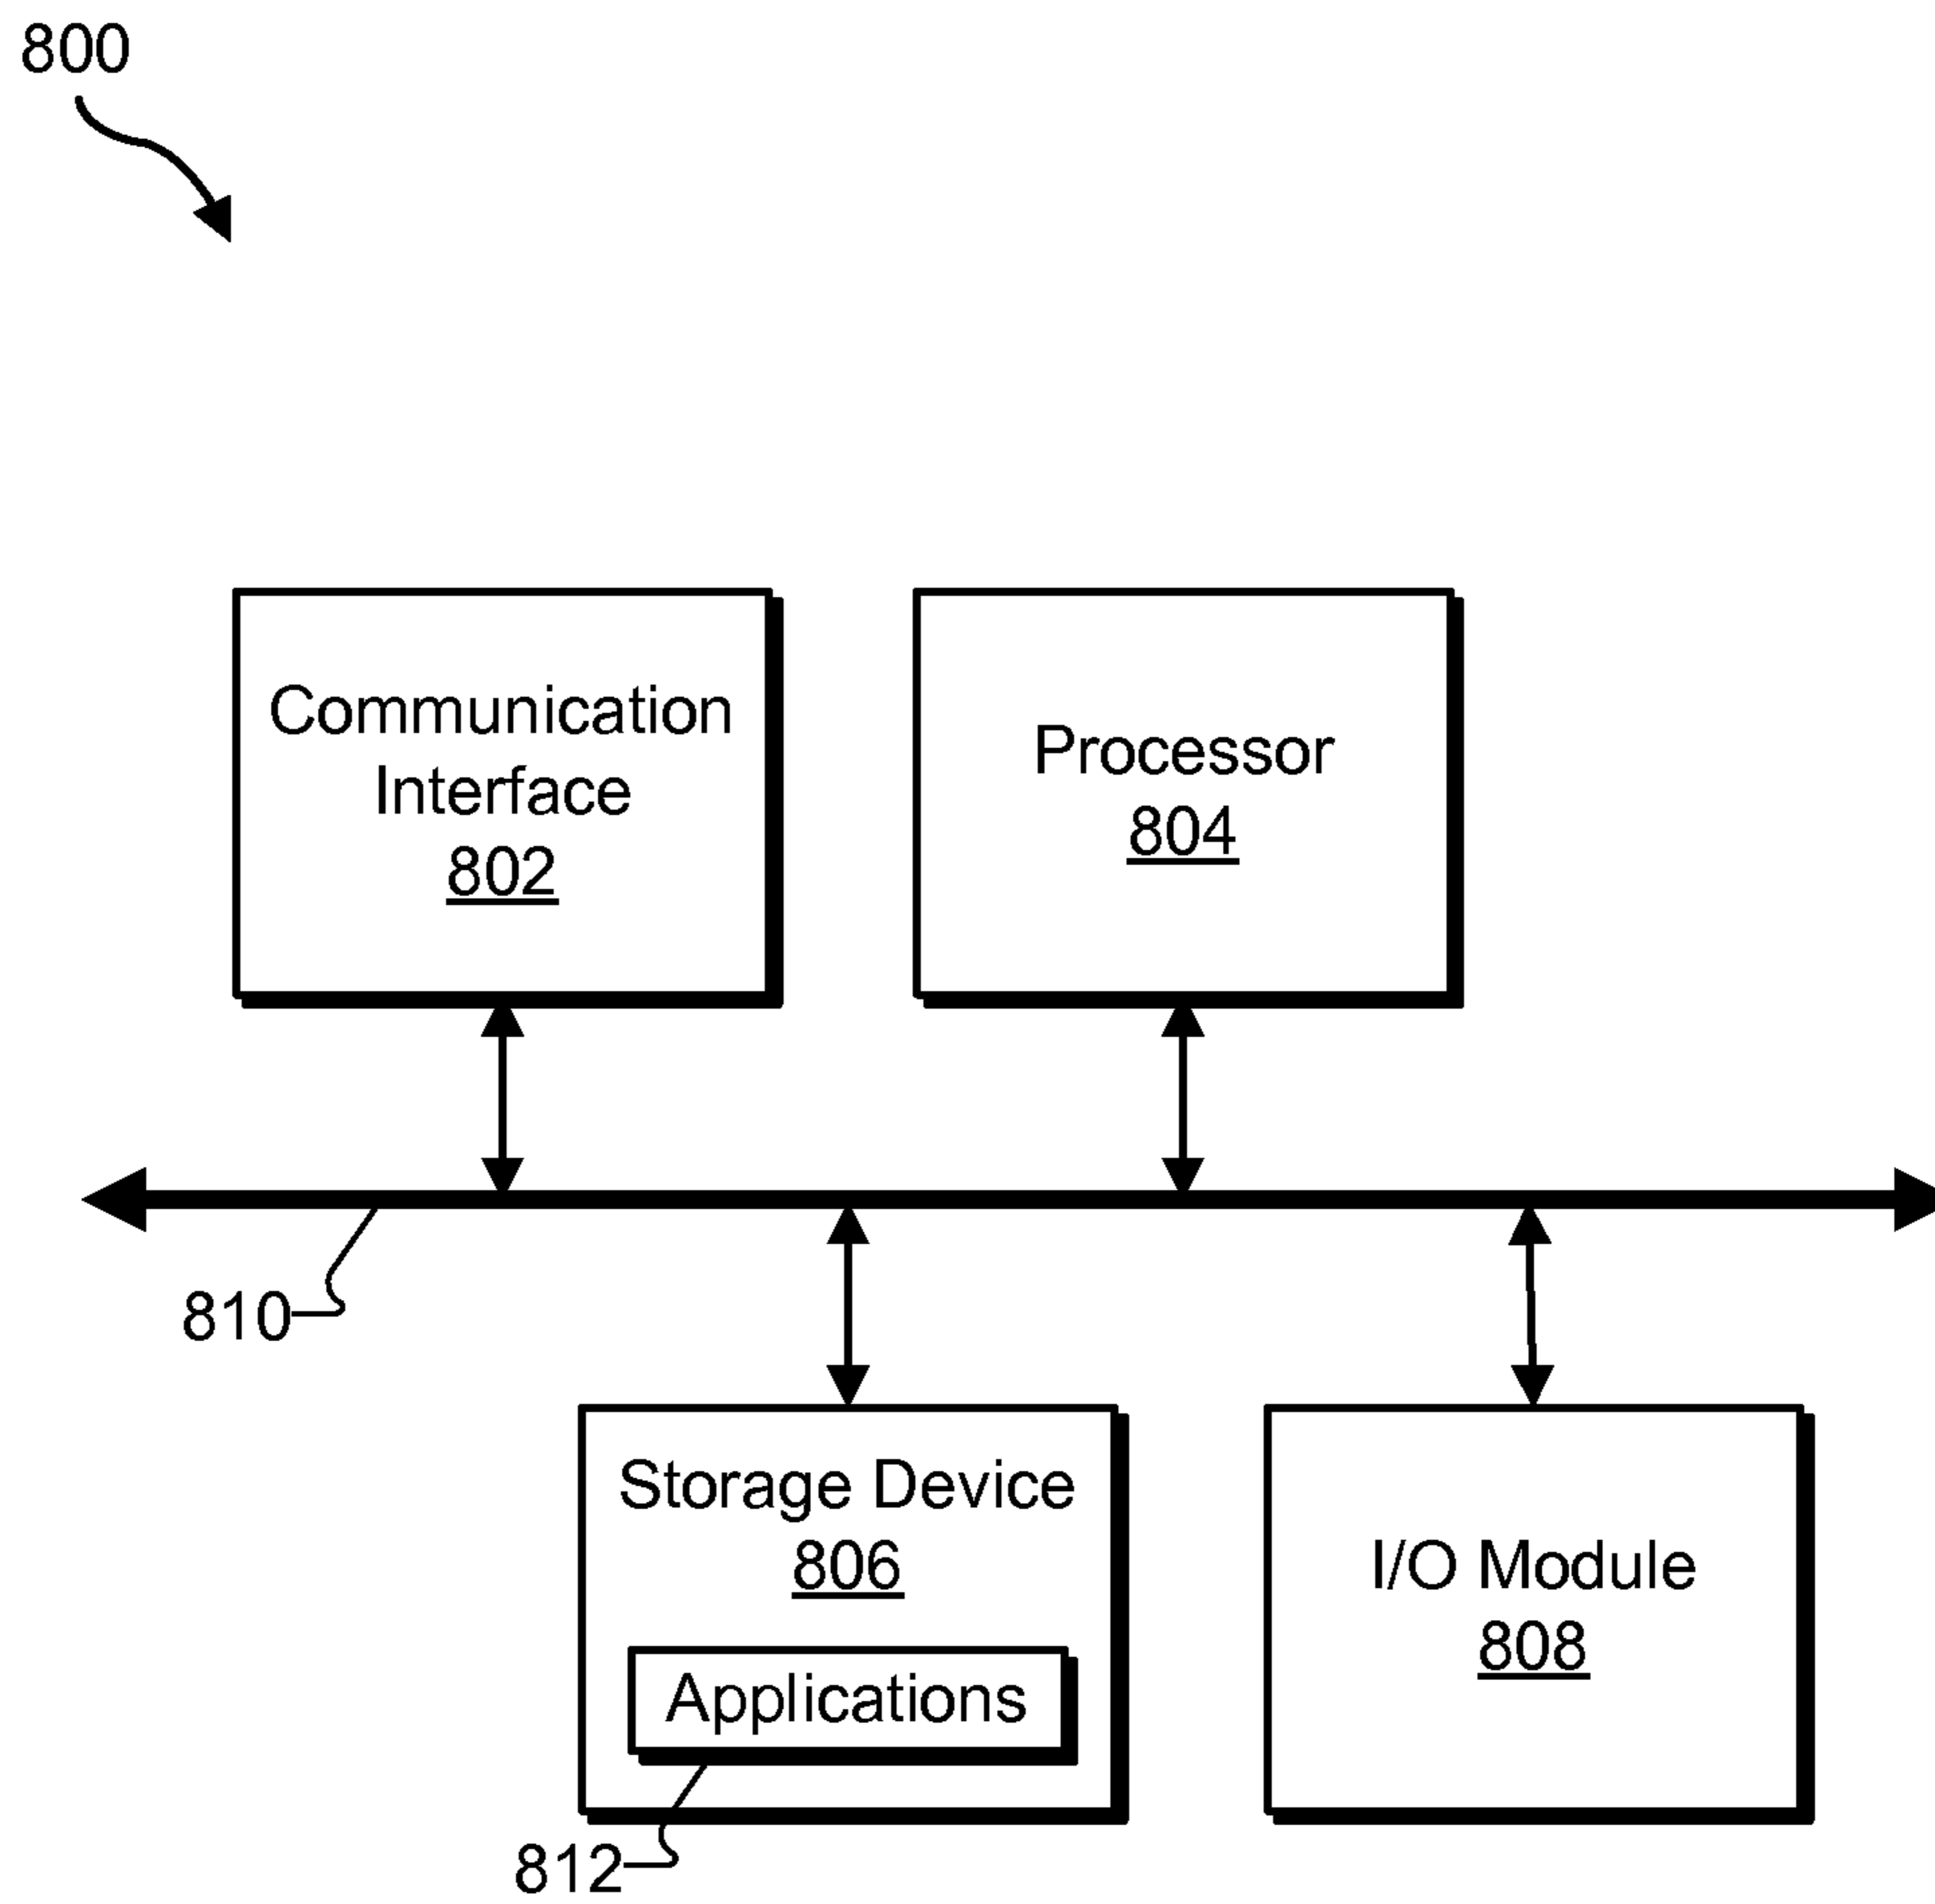 800
Communication
Interface
802
Processor
804
810
Storage Device
806
Applications
812
I/O Module
808